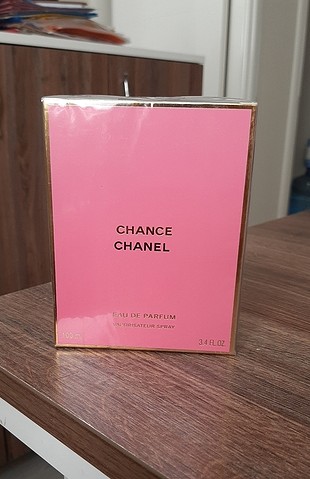 CHANCE
CHANEL
EAU DE PARFUM
VAPORISATEUR SPRAY
3.4 FL.OZ